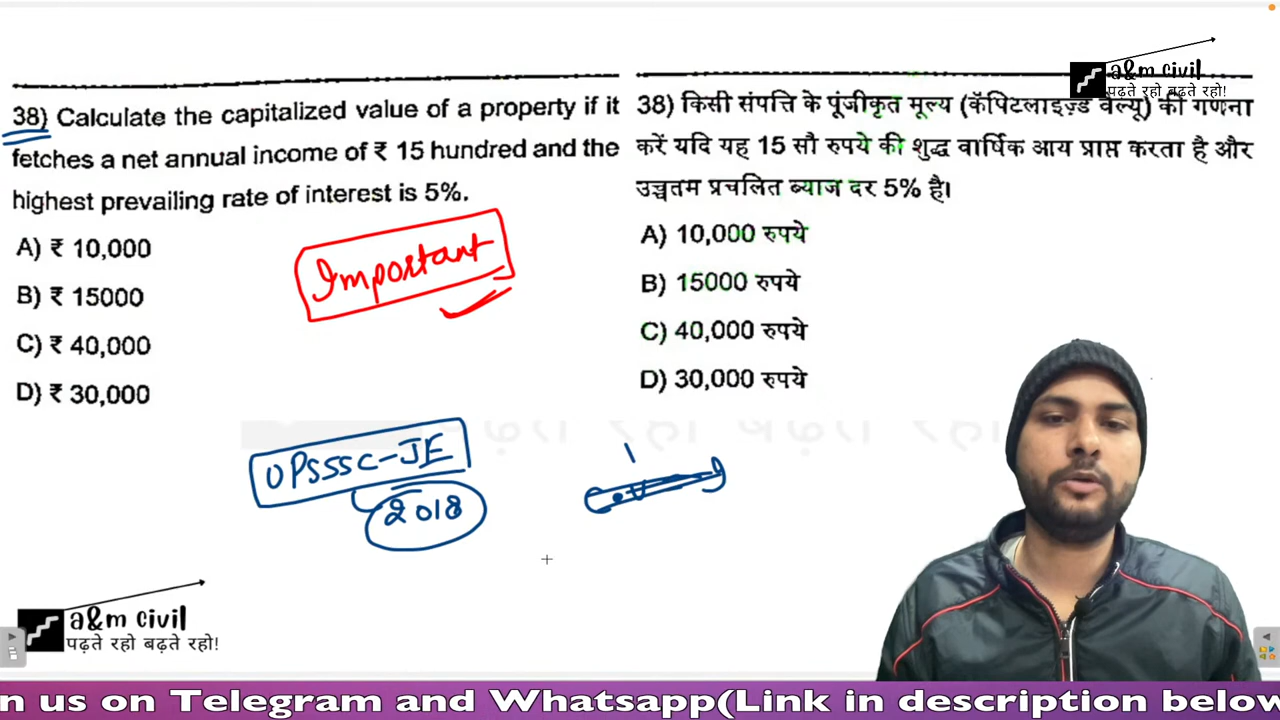 a&m civil
पढ़ते रहो बढ़ते रहो!
38) Calculate the capitalized value of a property if it
fetches a net annual income of ₹ 15 hundred and the
highest prevailing rate of interest is 5%.
A) ₹ 10,000
B) ₹ 15000
C) ₹ 40,000
D) ₹ 30,000
Important
38) किसी संपत्ति के पूंजीकृत मूल्य (कॅपिटलाइज़्ड वेल्यू) की गणना
करें यदि यह 15 सौ रुपये की शुद्ध वार्षिक आय प्राप्त करता है और
उच्चतम प्रचलित ब्याज दर 5% है।
A) 10,000 रुपये
B) 15000 रुपये
C) 40,000 रुपये
D) 30,000 रुपये
UPSSSC-JE
2018
a&m civil
पढ़ते रहो बढ़ते रहो!
n us on Telegram and Whatsapp(Link in description below